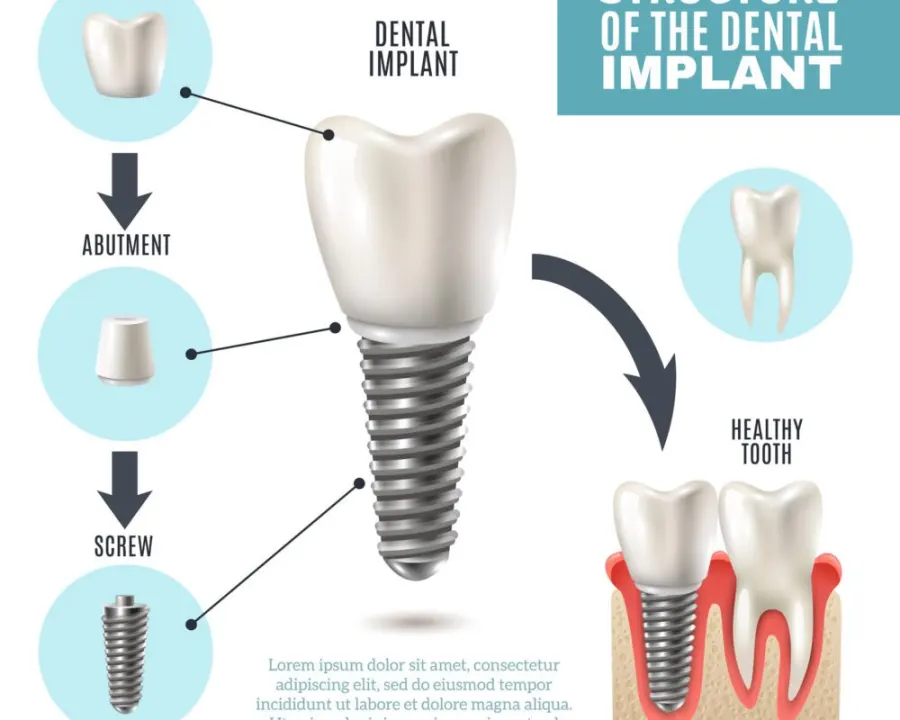 STRUCTURE
OF THE DENTAL
IMPLANT
DENTAL
IMPLANT
ABUTMENT
SCREW
HEALTHY
TOOTH
Lorem ipsum dolor sit amet, consectetur
adipiscing elit, sed do eiusmod tempor
incididunt ut labore et dolore magna aliqua.